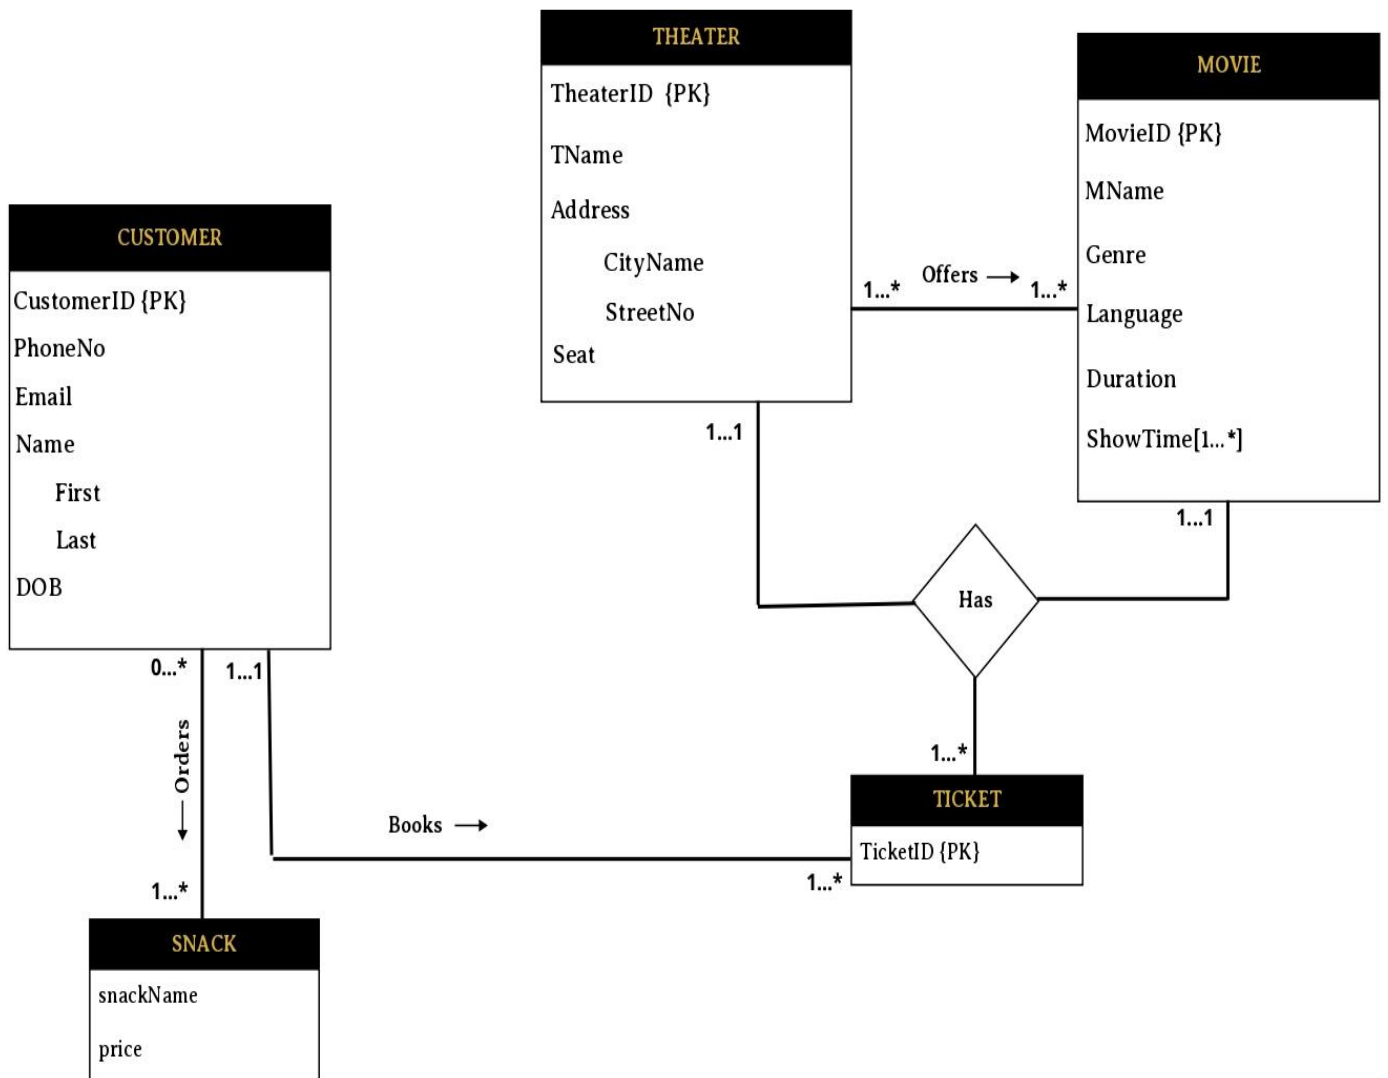 THEATER
TheaterID {PK}
TName
Address
CityName
StreetNo
Seat
1...1
MOVIE
MovieID {PK}
MName
Genre
Language
Duration
ShowTime[1...*]
1...1
1...*
Offers
1...*
CUSTOMER
CustomerID {PK}
PhoneNo
Email
Name
First
Last
DOB
0...*
1...1
Orders
1...*
Has
1...*
TICKET
TicketID {PK}
Books
1...*
SNACK
snackName
price